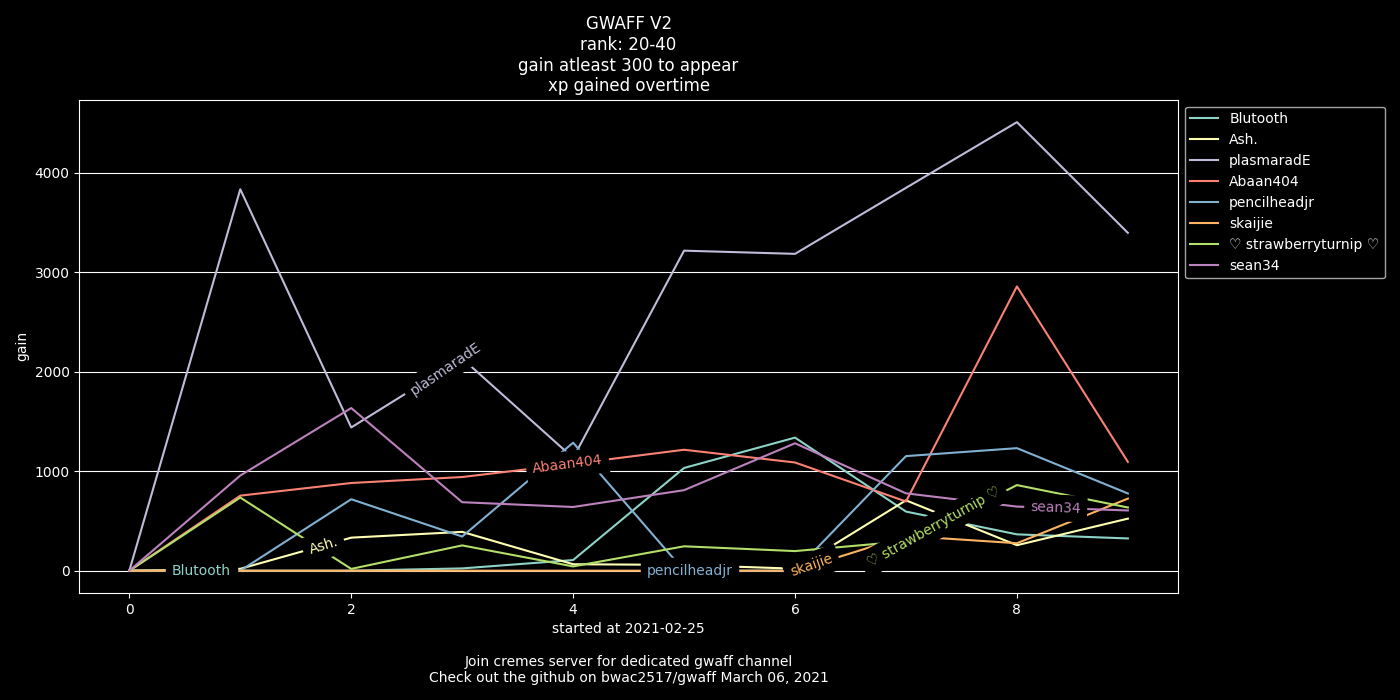 GWAFF V2
rank: 20-40
gain atleast 300 to appear
xp gained overtime
gain
4000
3000
2000
1000
0
plasmaradE
Abaan404
Ash.
Blutooth
pencilheadjr
skaijie
♡ strawberryturnip ♡
sean34
0 2 4 6 8
started at 2021-02-25
Join cremes server for dedicated gwaff channel
Check out the github on bwac2517/gwaff March 06, 2021
Blutooth
Ash.
plasmaradE
Abaan404
pencilheadjr
skaijie
♡ strawberryturnip ♡
sean34